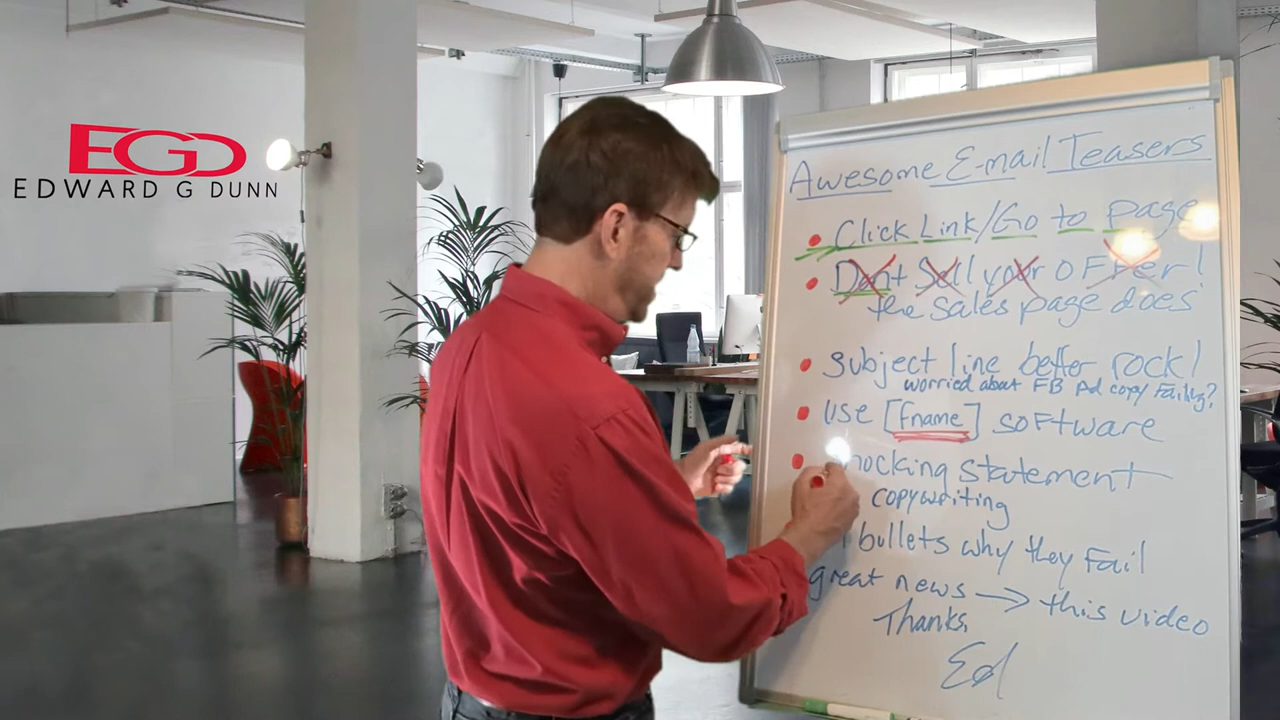 EGD
EDWARD G DUNN
Awesome E-mail Teasers
Click Link/Go to page
Don't Sell your offer!
the sales page does
subject line better rock!
worried about FB Ad copy Failing?
use [fname] software
statement
copywriting
bullets why they Fail
great news → this video
Thanks,
Ed